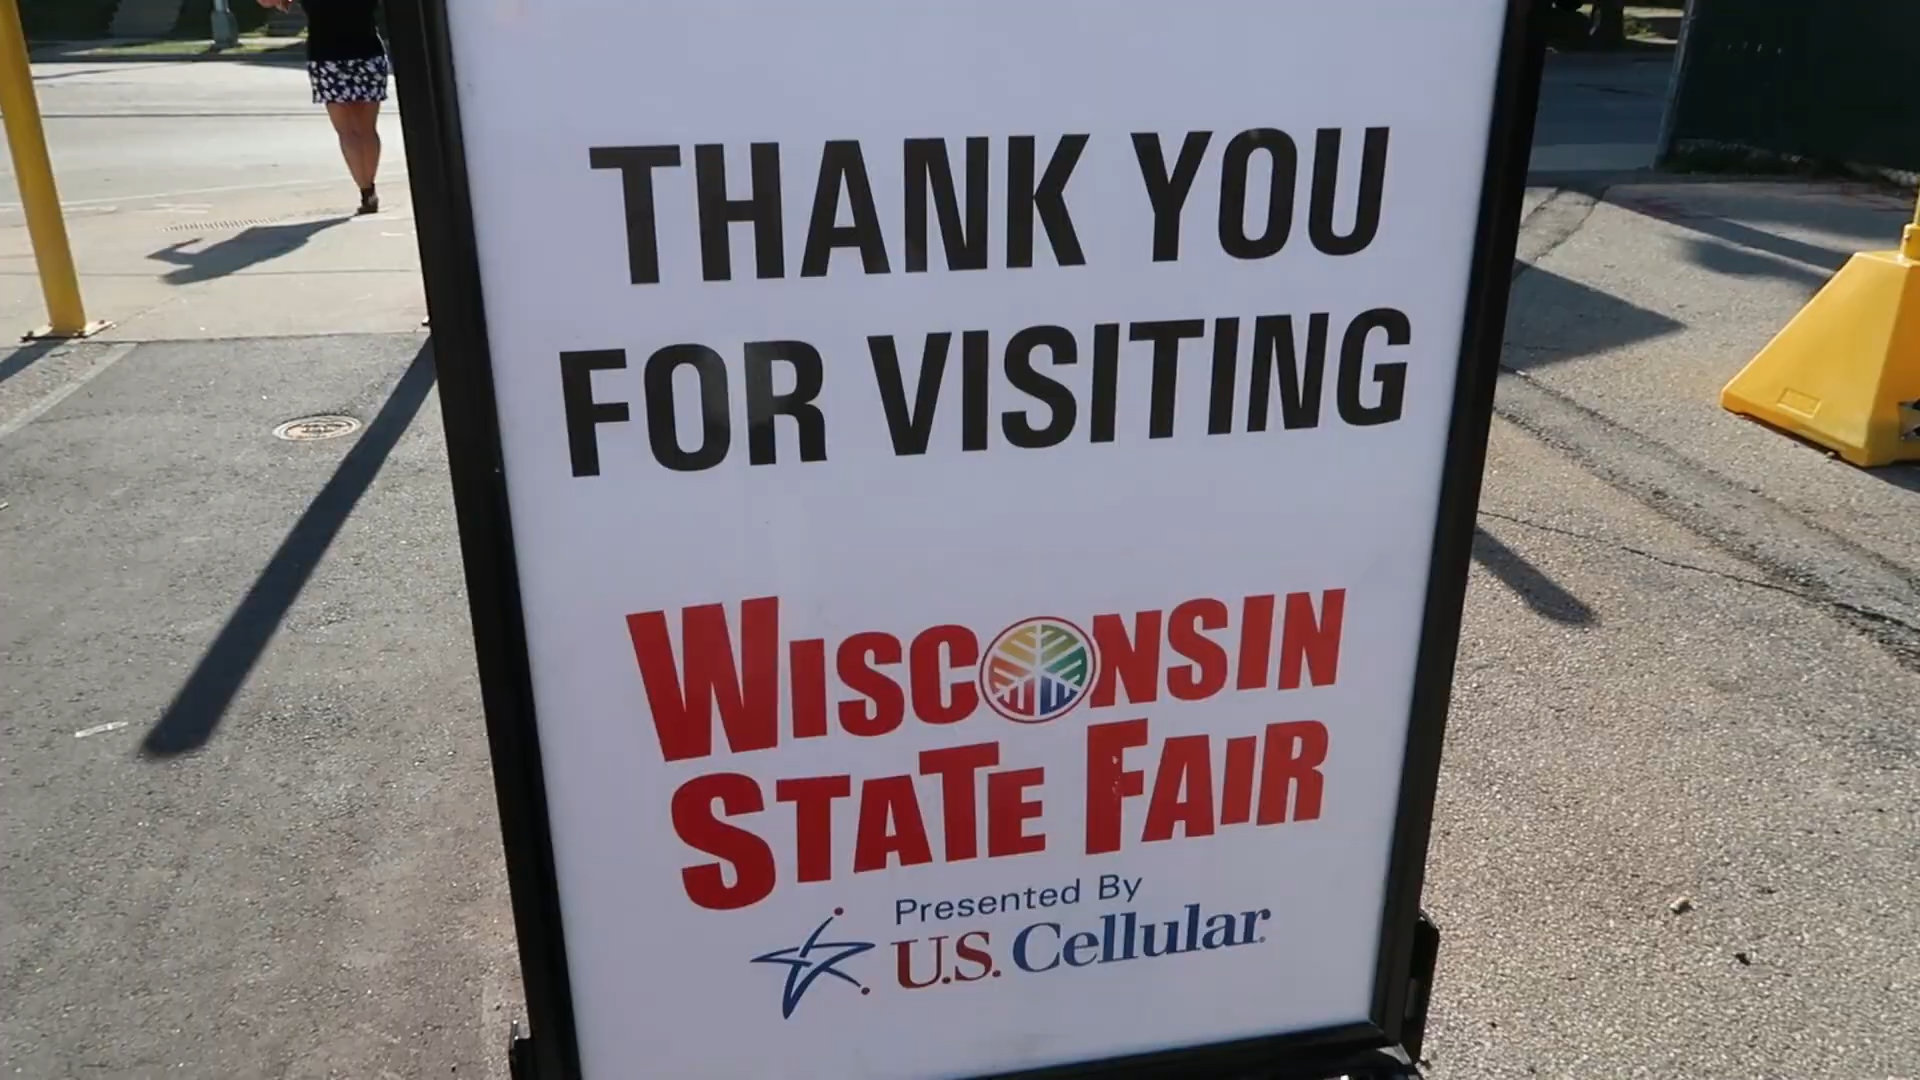 THANK YOU
FOR VISITING
WISCONSIN
STATE FAIR
Presented By
U.S. Cellular